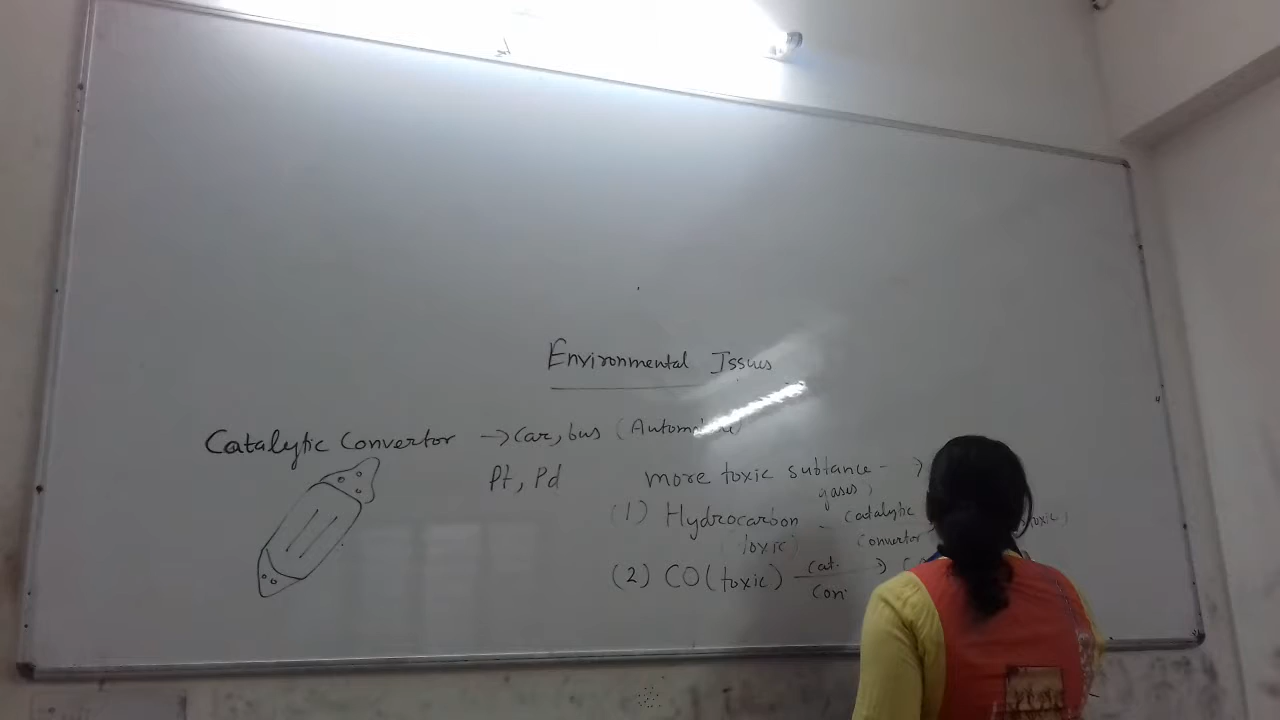 Environmental Issues
Catalytic Convertor → Car, bus (Automobile)
Pt, Pd
more toxic subtance - →
gases,
(1) Hydrocarbon - Catalytic
(toxic) Convertor
(2) CO (toxic) cat. →
con.